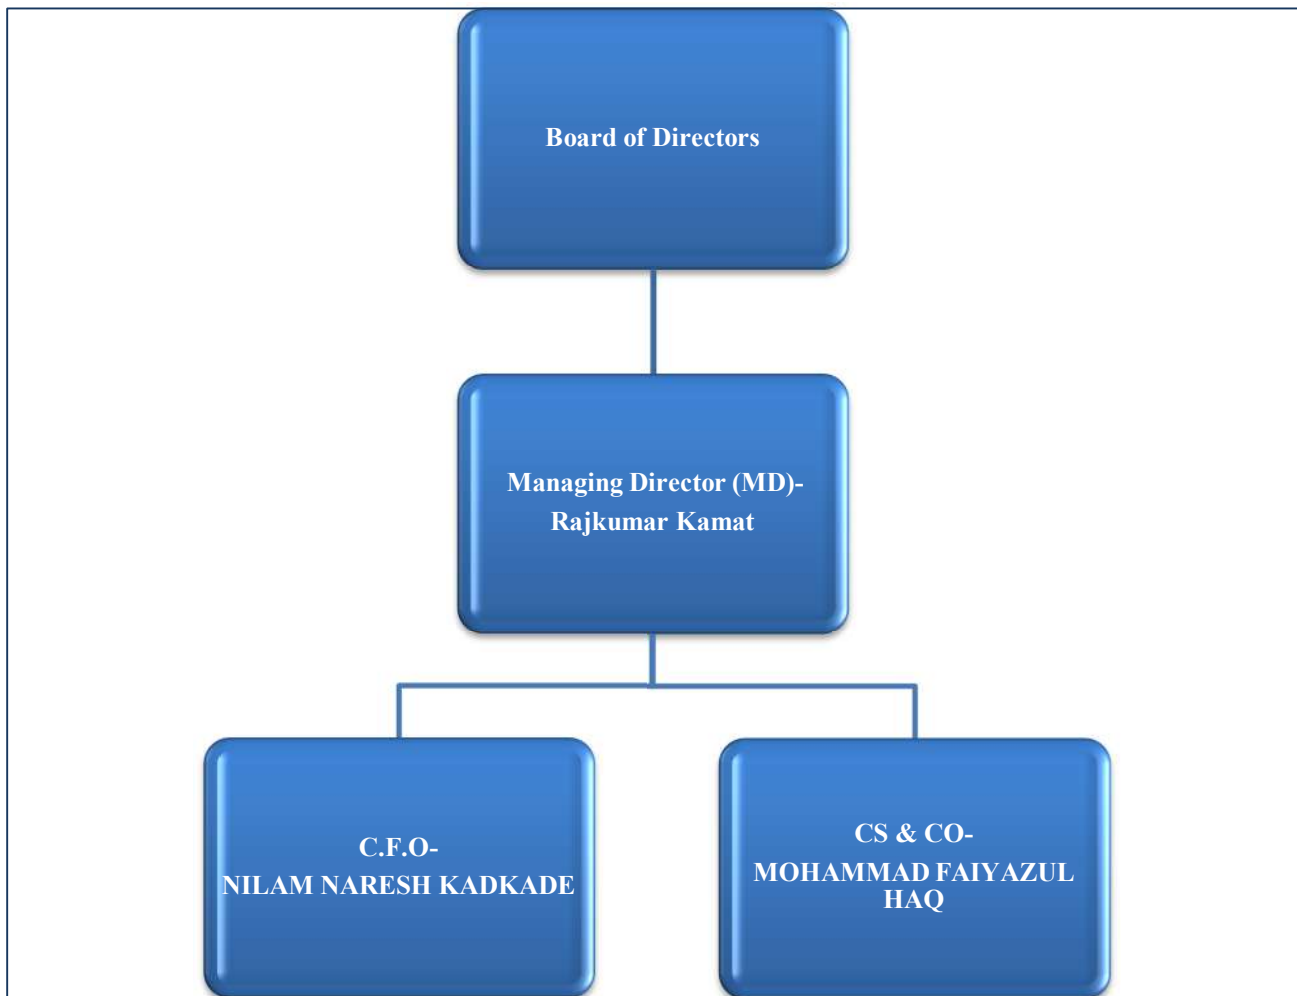 Board of Directors
Managing Director (MD)-
Rajkumar Kamat
C.F.O-
NILAM NARESH KADKADE
CS & CO-
MOHAMMAD FAIYAZUL
HAQ